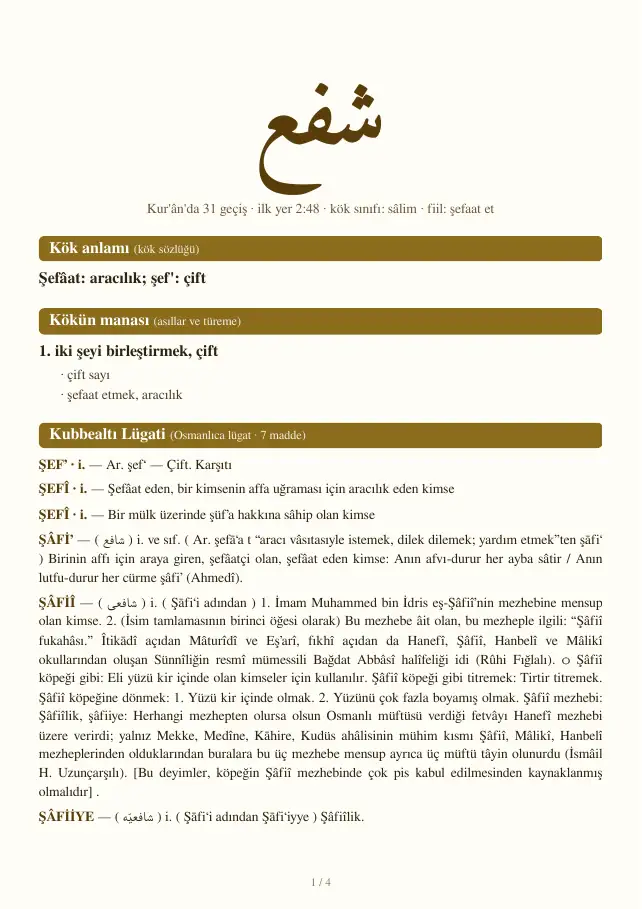 شفع
Kur'ân'da 31 geçiş · ilk yer 2:48 · kök sınıfı: sâlim · fiil: şefaat et
Kök anlamı (kök sözlüğü)
Şefâat: aracılık; şef': çift
Kökün manası (asıllar ve türeme)
1. iki şeyi birleştirmek, çift
· çift sayı
· şefaat etmek, aracılık
Kubbealtı Lügati (Osmanlıca lügat · 7 madde)
ŞEF’ · i. — Ar. şef‘ — Çift. Karşıtı
ŞEFÎ · i. — Şefâat eden, bir kimsenin affa uğraması için aracılık eden kimse
ŞEFÎ · i. — Bir mülk üzerinde şüf’a hakkına sâhip olan kimse
ŞÂFİ’ — ( شافع ) i. ve sıf. ( Ar. şefā‘a t “aracı vâsıtasıyle istemek, dilek dilemek; yardım etmek”ten şāfi‘
) Birinin affı için araya giren, şefâatçi olan, şefâat eden kimse: Anın afvı-durur her ayba sâtir / Anın
lutfu-durur her cürme şâfi’ (Ahmedî).
ŞÂFİÎ — ( شافعى ) i. ( Şāfi‘i adından ) 1. İmam Muhammed bin İdris eş-Şâfiî’nin mezhebine mensup
olan kimse. 2. (İsim tamlamasının birinci öğesi olarak) Bu mezhebe âit olan, bu mezheple ilgili: “Şâfiî
fukahâsı.” Îtikādî açıdan Mâturîdî ve Eş’arî, fıkhî açıdan da Hanefî, Şâfiî, Hanbelî ve Mâlikî
okullarından oluşan Sünnîliğin resmî mümessili Bağdat Abbâsî halîfeliği idi (Rûhi Fığlalı). ○ Şâfiî
köpeği gibi: Eli yüzü kir içinde olan kimseler için kullanılır. Şâfiî köpeği gibi titremek: Tirtir titremek.
Şâfiî köpeğine dönmek: 1. Yüzü kir içinde olmak. 2. Yüzünü çok fazla boyamış olmak. Şâfiî mezhebi:
Şâfiîlik, şâfiiye: Herhangi mezhepten olursa olsun Osmanlı müftüsü verdiği fetvâyı Hanefî mezhebi
üzere verirdi; yalnız Mekke, Medîne, Kāhire, Kudüs ahâlisinin mühim kısmı Şâfiî, Mâlikî, Hanbelî
mezheplerinden olduklarından buralara bu üç mezhebe mensup ayrıca üç müftü tâyin olunurdu (İsmâil
H. Uzunçarşılı). [Bu deyimler, köpeğin Şâfiî mezhebinde çok pis kabul edilmesinden kaynaklanmış
olmalıdır] .
ŞÂFİİYE — ( شافعيّه ) i. ( Şāfi‘i adından Şāfi‘iyye ) Şâfiîlik.
1 / 4